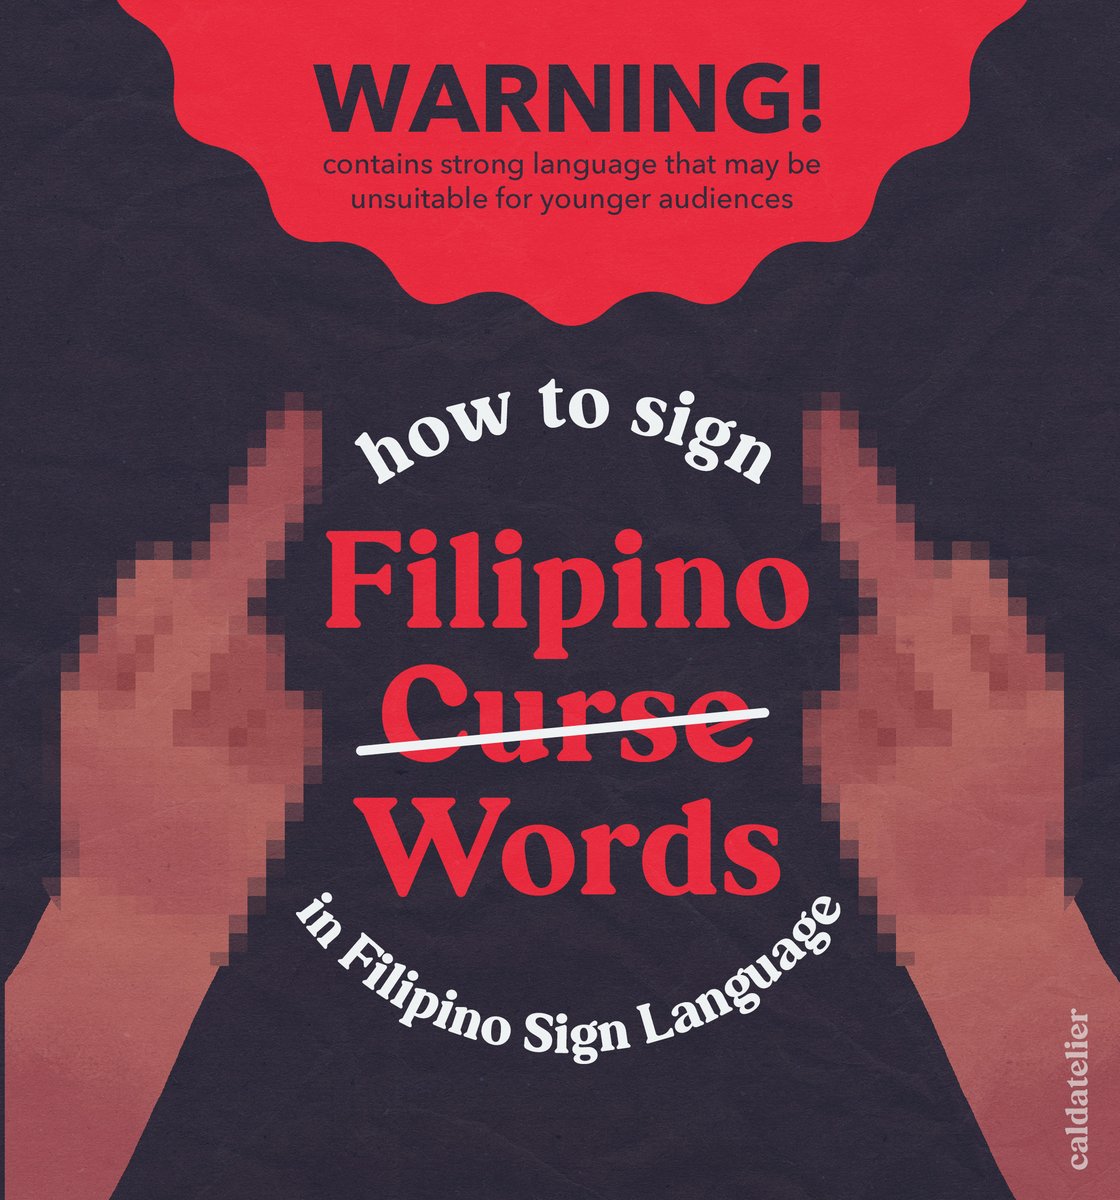 WARNING!
contains strong language that may be
unsuitable for younger audiences
how to sign
Filipino
Curse
Words
in Filipino Sign Language
caldatelier